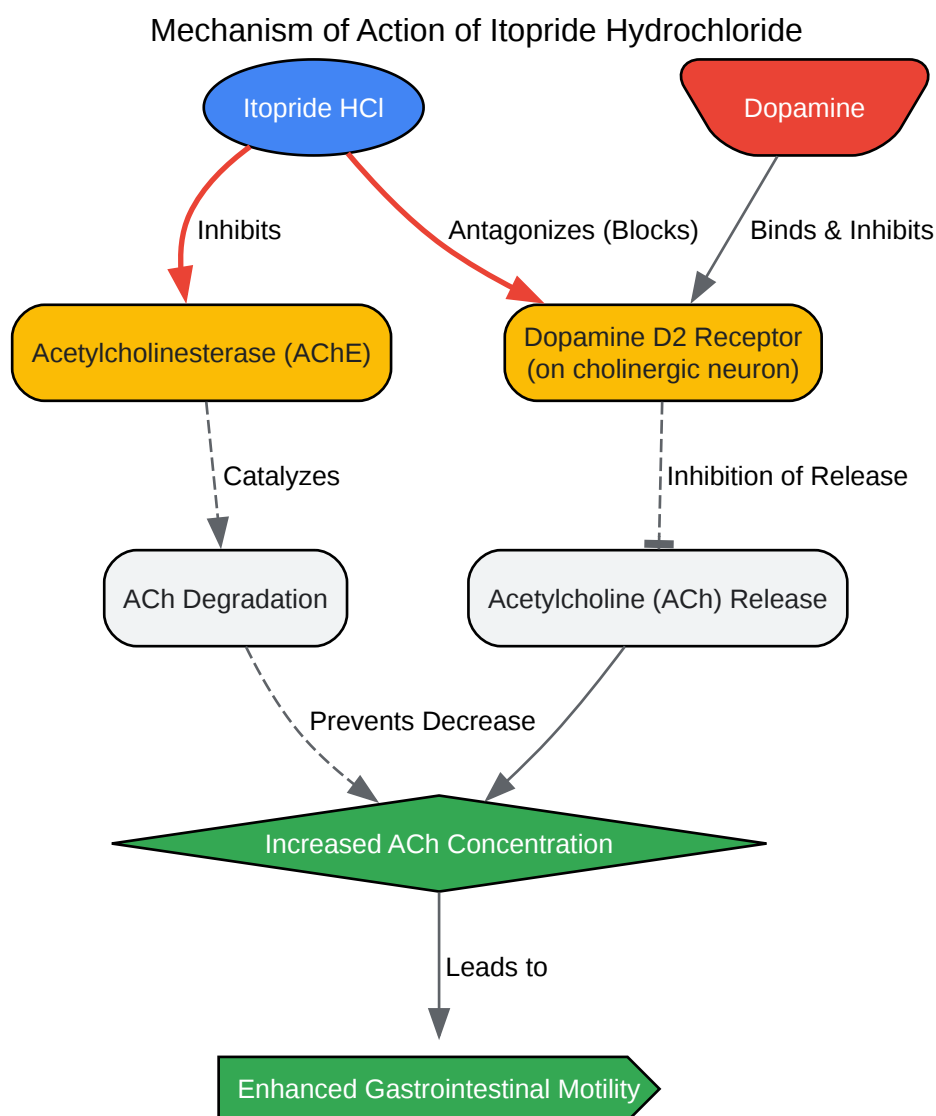 Mechanism of Action of Itopride Hydrochloride
Itopride HCl
Dopamine
Inhibits
Antagonizes (Blocks)
Binds & Inhibits
Acetylcholinesterase (AChE)
Dopamine D2 Receptor
(on cholinergic neuron)
Catalyzes
Inhibition of Release
ACh Degradation
Acetylcholine (ACh) Release
Prevents Decrease
Increased ACh Concentration
Leads to
Enhanced Gastrointestinal Motility